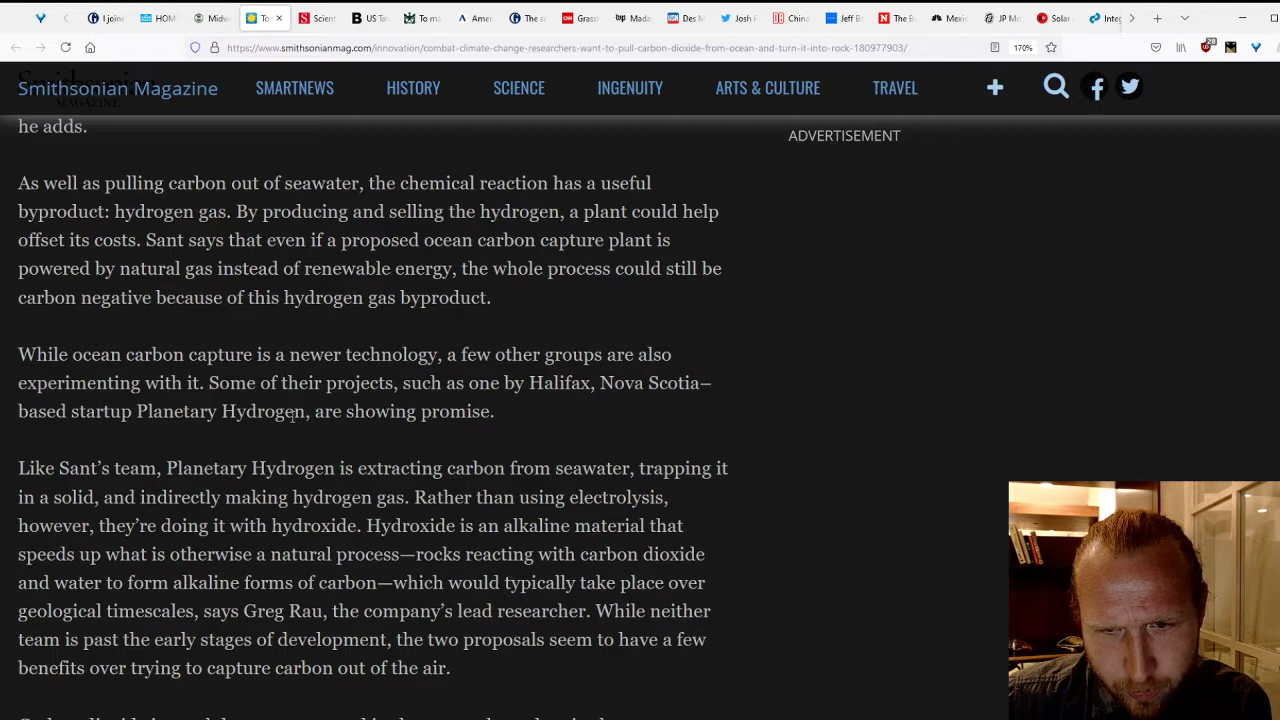 I joine
HOM
Midw
To
Scient
US Ta
To ma
Amer
The so
Grassl
Mada
Des M
Josh F
China
Jeff Be
The B
Mexic
JP Mo
Solar
Inte
https://www.smithsonianmag.com/innovation/combat-climate-change-researchers-want-to-pull-carbon-dioxide-from-ocean-and-turn-it-into-rock-180977903/
170%
28
Smithsonian Magazine
SMARTNEWS
HISTORY
SCIENCE
INGENUITY
ARTS & CULTURE
TRAVEL
he adds.
ADVERTISEMENT
As well as pulling carbon out of seawater, the chemical reaction has a useful
byproduct: hydrogen gas. By producing and selling the hydrogen, a plant could help
offset its costs. Sant says that even if a proposed ocean carbon capture plant is
powered by natural gas instead of renewable energy, the whole process could still be
carbon negative because of this hydrogen gas byproduct.
While ocean carbon capture is a newer technology, a few other groups are also
experimenting with it. Some of their projects, such as one by Halifax, Nova Scotia–
based startup Planetary Hydrogen, are showing promise.
Like Sant’s team, Planetary Hydrogen is extracting carbon from seawater, trapping it
in a solid, and indirectly making hydrogen gas. Rather than using electrolysis,
however, they’re doing it with hydroxide. Hydroxide is an alkaline material that
speeds up what is otherwise a natural process—rocks reacting with carbon dioxide
and water to form alkaline forms of carbon—which would typically take place over
geological timescales, says Greg Rau, the company’s lead researcher. While neither
team is past the early stages of development, the two proposals seem to have a few
benefits over trying to capture carbon out of the air.